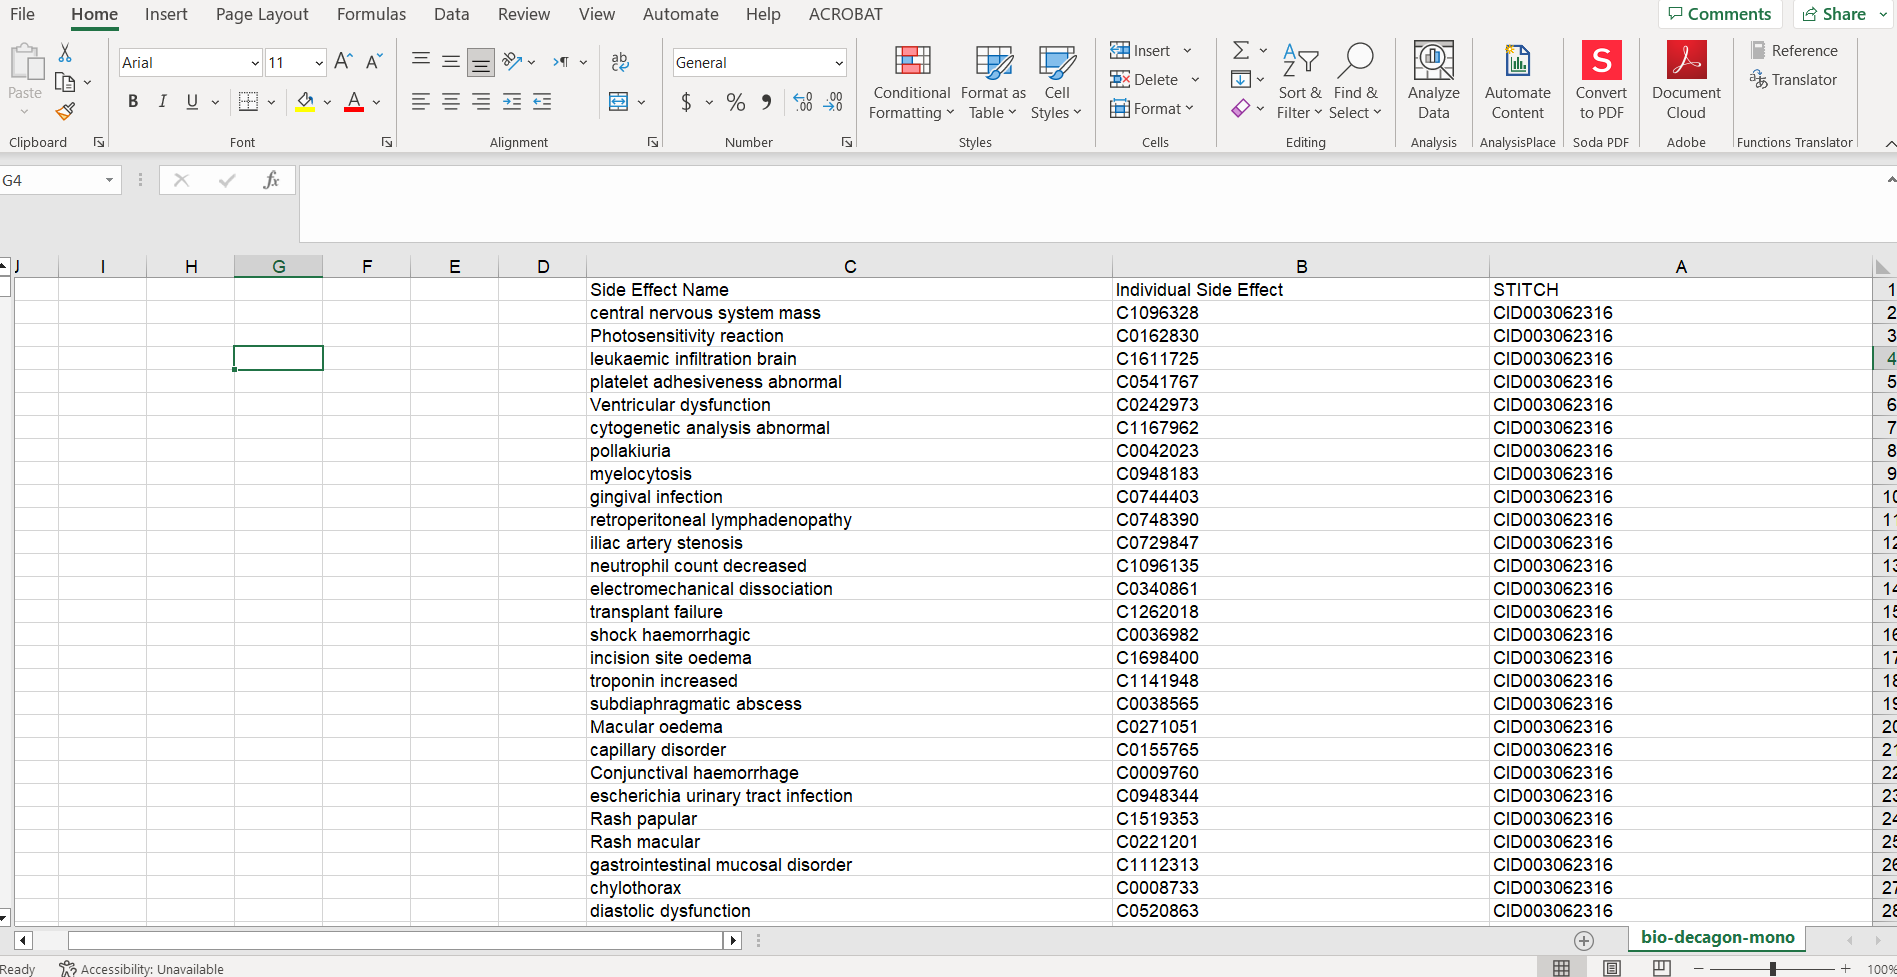 File Home Insert Page Layout Formulas Data Review View Automate Help ACROBAT Comments Share
Arial 11 General Insert Reference
Paste Delete Translator
B I U $ % Conditional Formatting Format as Table Cell Styles Format Sort & Filter Find & Select Analyze Data Automate Content Convert to PDF Document Cloud
Clipboard Font Alignment Number Styles Cells Editing Analysis AnalysisPlace Soda PDF Adobe Functions Translator
G4 fx
J I H G F E D C B A
Side Effect Name Individual Side Effect STITCH 1
central nervous system mass C1096328 CID003062316 2
Photosensitivity reaction C0162830 CID003062316 3
leukaemic infiltration brain C1611725 CID003062316 4
platelet adhesiveness abnormal C0541767 CID003062316 5
Ventricular dysfunction C0242973 CID003062316 6
cytogenetic analysis abnormal C1167962 CID003062316 7
pollakiuria C0042023 CID003062316 8
myelocytosis C0948183 CID003062316 9
gingival infection C0744403 CID003062316 10
retroperitoneal lymphadenopathy C0748390 CID003062316 11
iliac artery stenosis C0729847 CID003062316 12
neutrophil count decreased C1096135 CID003062316 13
electromechanical dissociation C0340861 CID003062316 14
transplant failure C1262018 CID003062316 15
shock haemorrhagic C0036982 CID003062316 16
incision site oedema C1698400 CID003062316 17
troponin increased C1141948 CID003062316 18
subdiaphragmatic abscess C0038565 CID003062316 19
Macular oedema C0271051 CID003062316 20
capillary disorder C0155765 CID003062316 21
Conjunctival haemorrhage C0009760 CID003062316 22
escherichia urinary tract infection C0948344 CID003062316 23
Rash papular C1519353 CID003062316 24
Rash macular C0221201 CID003062316 25
gastrointestinal mucosal disorder C1112313 CID003062316 26
chylothorax C0008733 CID003062316 27
diastolic dysfunction C0520863 CID003062316 28
bio-decagon-mono
Ready Accessibility: Unavailable 100%